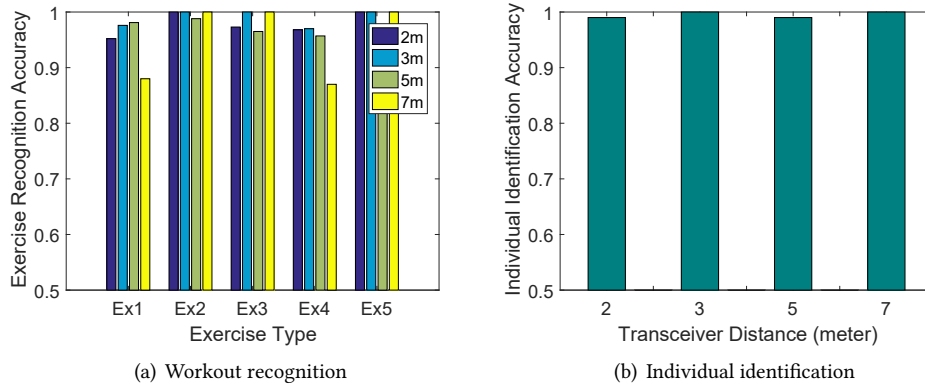 Exercise Recognition Accuracy
1
0.9
0.8
0.7
0.6
0.5
2m
3m
5m
7m
Ex1 Ex2 Ex3 Ex4 Ex5
Exercise Type
(a) Workout recognition
Individual Identification Accuracy
1
0.9
0.8
0.7
0.6
0.5
2 3 5 7
Transceiver Distance (meter)
(b) Individual identification